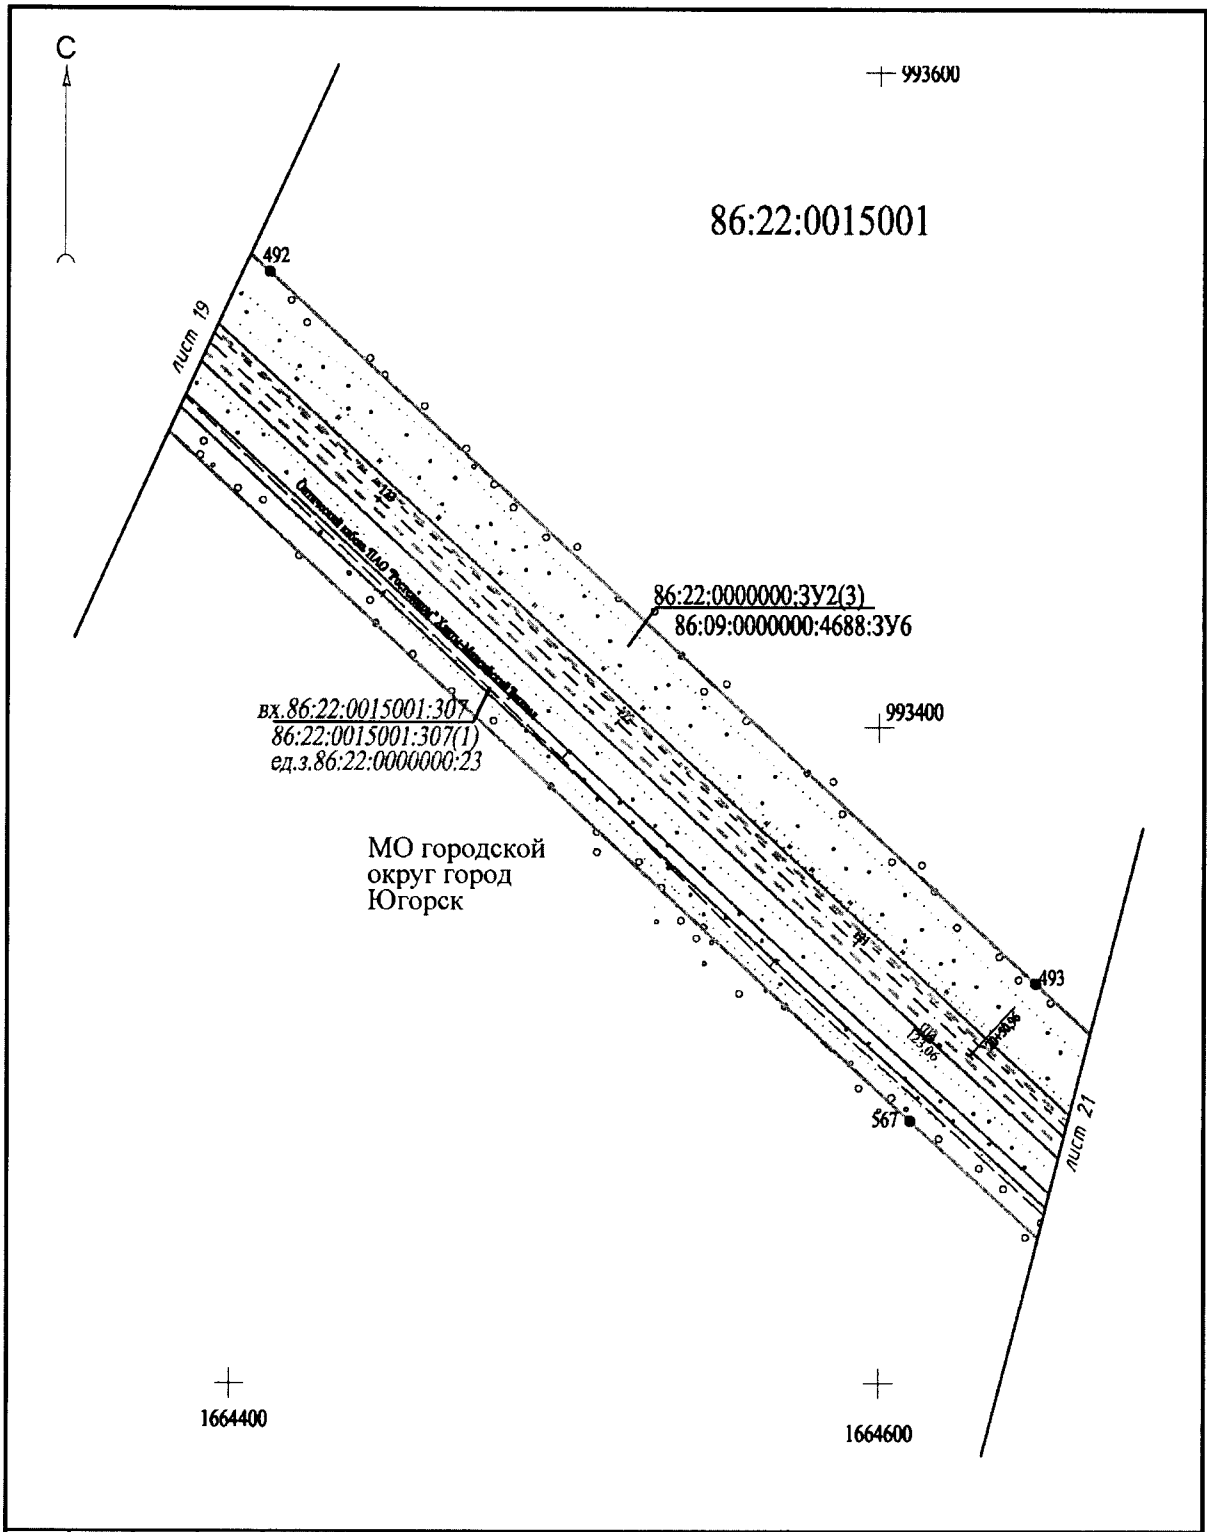 С
993600
86:22:0015001
492
лист 19
86:22:0000000:ЗУ2(3)
86:09:0000000:4688:ЗУ6
вх.86:22:0015001:307
86:22:0015001:307(1)
ед.з.86:22:0000000:23
993400
МО городской
округ город
Югорск
493
123,06
567
лист 21
1664400
1664600